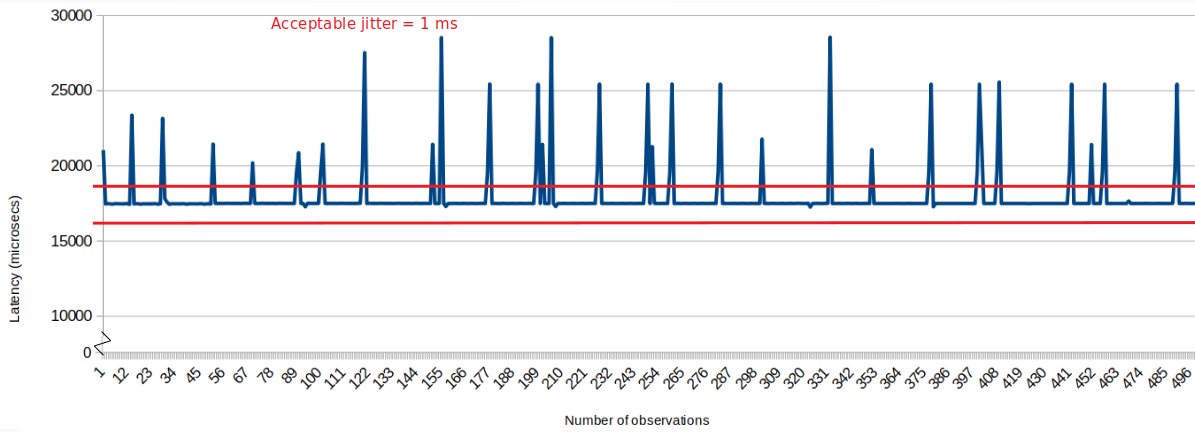 Acceptable jitter = 1 ms
30000
25000
20000
15000
10000
0
Latency (microsecs)
1 12 23 34 45 56 67 78 89 100 111 122 133 144 155 166 177 188 199 210 221 232 243 254 265 276 287 298 309 320 331 342 353 364 375 386 397 408 419 430 441 452 463 474 485 496
Number of observations